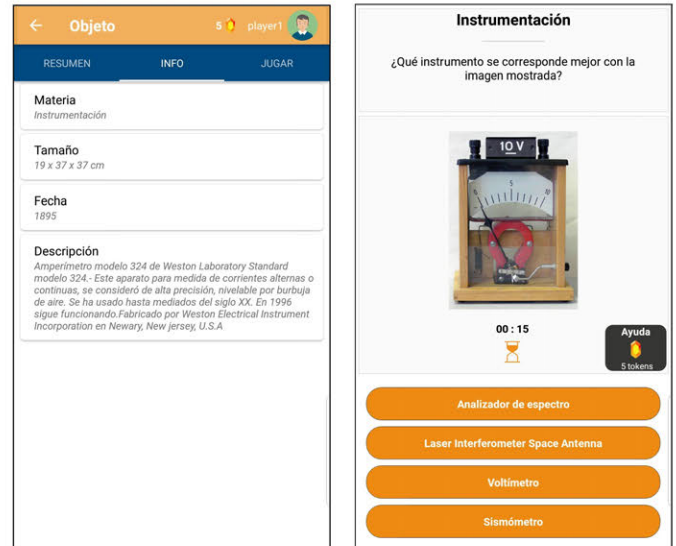 Objeto
5
player1
RESUMEN
INFO
JUGAR
Materia
Instrumentación
Tamaño
19 x 37 x 37 cm
Fecha
1895
Descripción
Amperímetro modelo 324 de Weston Laboratory Standard
modelo 324.- Este aparato para medida de corrientes alternas o
continuas, se consideró de alta precisión, nivelable por burbuja
de aire. Se ha usado hasta mediados del siglo XX. En 1996
sigue funcionando.Fabricado por Weston Electrical Instrument
Incorporation en Newary, New jersey, U.S.A
Instrumentación
¿Qué instrumento se corresponde mejor con la
imagen mostrada?
10 V
0
5
10
00 : 15
Ayuda
5 tokens
Analizador de espectro
Laser Interferometer Space Antenna
Voltímetro
Sismómetro